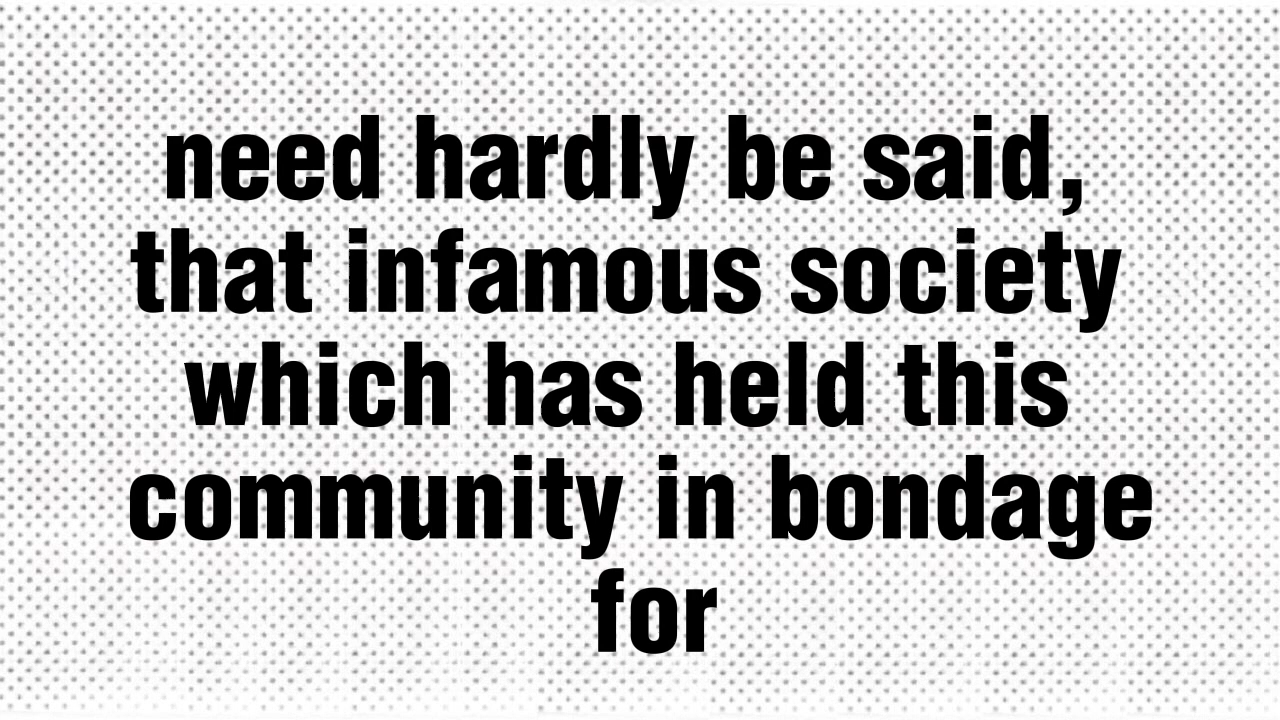 need hardly be said,
that infamous society
which has held this
community in bondage
for